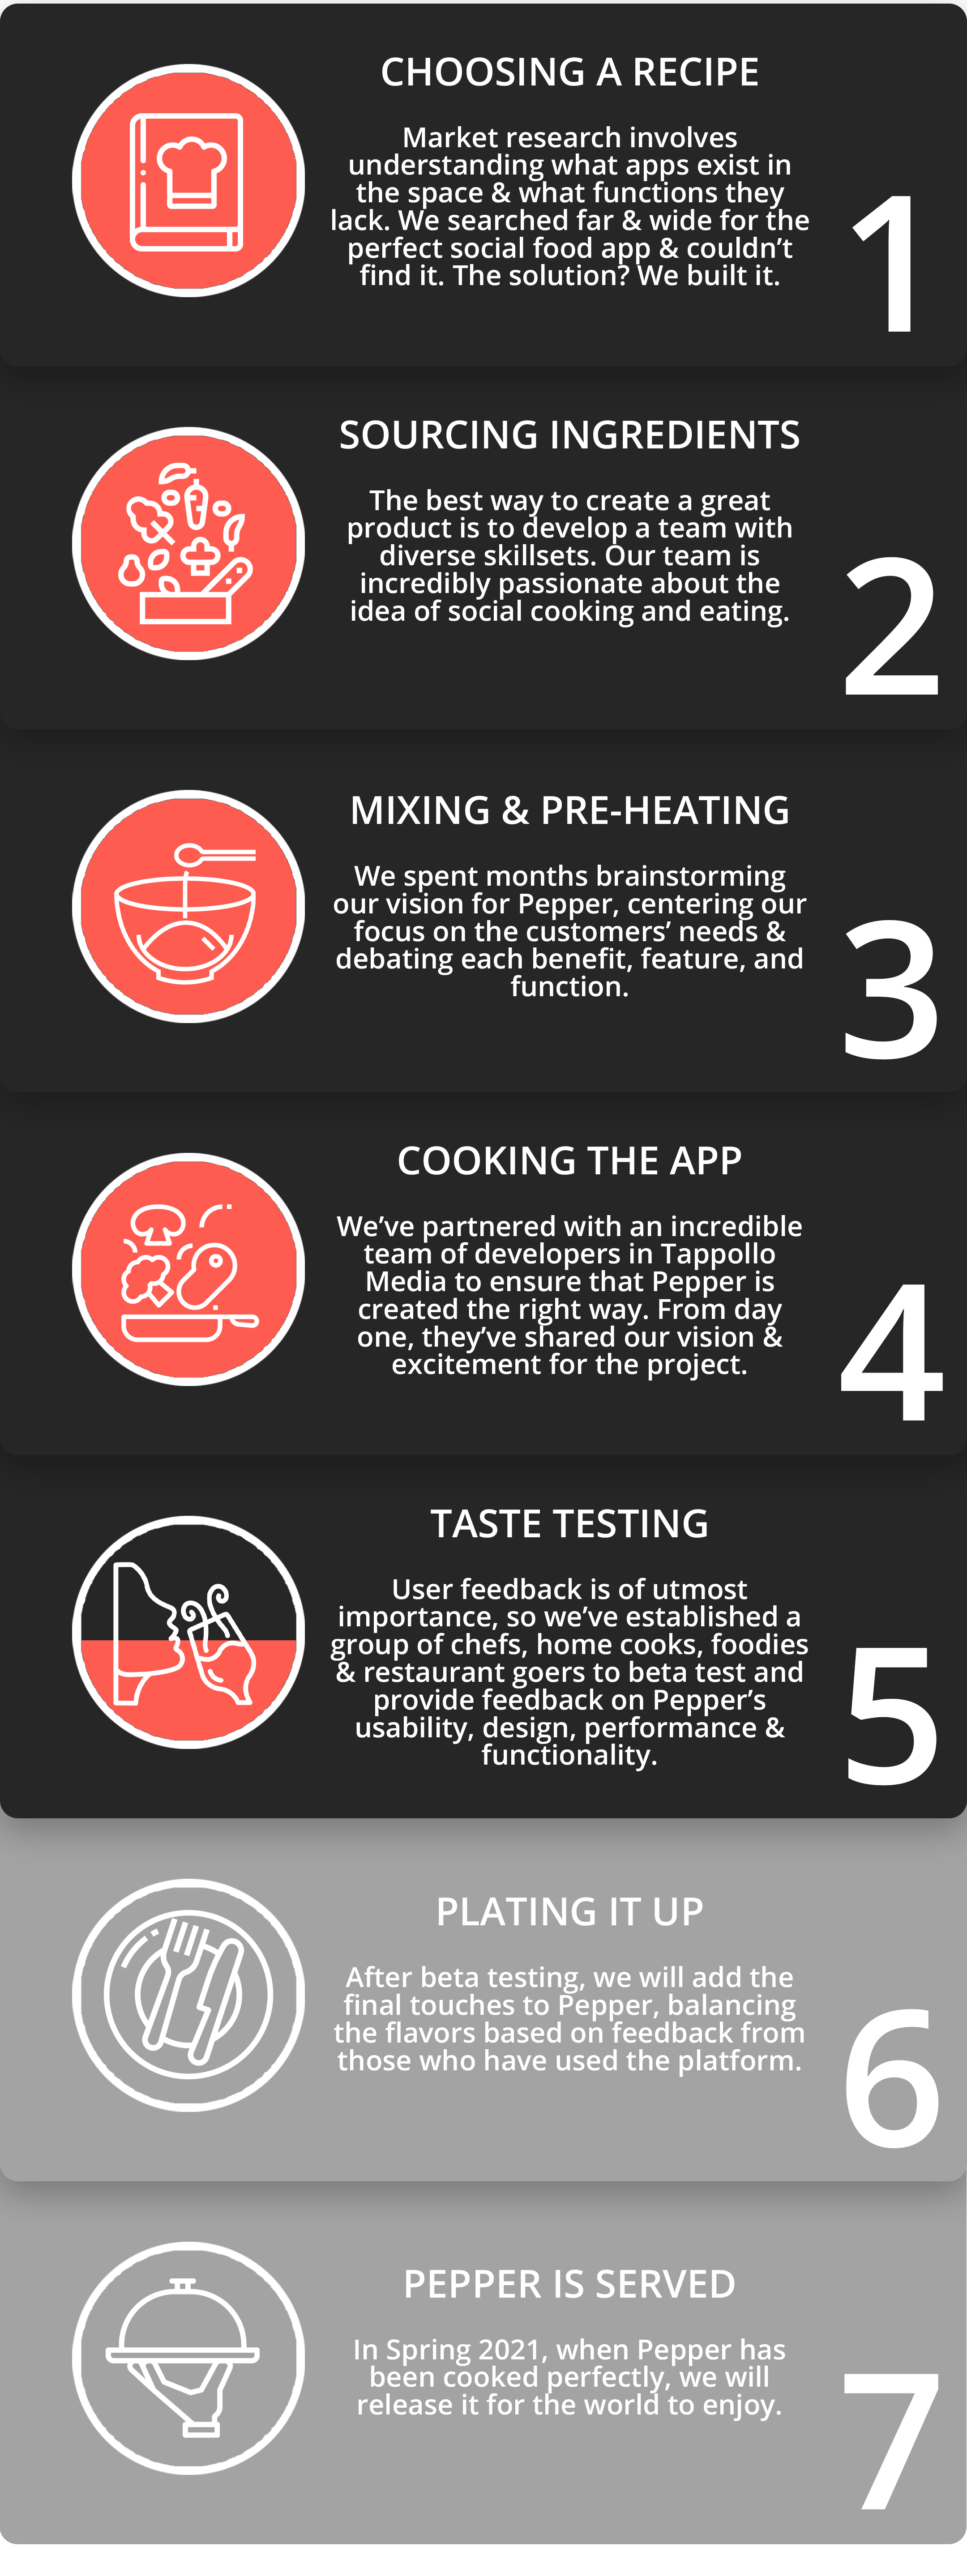 CHOOSING A RECIPE
Market research involves
understanding what apps exist in
the space & what functions they
lack. We searched far & wide for the
perfect social food app & couldn’t
find it. The solution? We built it.
1
SOURCING INGREDIENTS
The best way to create a great
product is to develop a team with
diverse skillsets. Our team is
incredibly passionate about the
idea of social cooking and eating.
2
MIXING & PRE-HEATING
We spent months brainstorming
our vision for Pepper, centering our
focus on the customers’ needs &
debating each benefit, feature, and
function.
3
COOKING THE APP
We’ve partnered with an incredible
team of developers in Tappollo
Media to ensure that Pepper is
created the right way. From day
one, they’ve shared our vision &
excitement for the project.
4
TASTE TESTING
User feedback is of utmost
importance, so we’ve established a
group of chefs, home cooks, foodies
& restaurant goers to beta test and
provide feedback on Pepper’s
usability, design, performance &
functionality.
5
PLATING IT UP
After beta testing, we will add the
final touches to Pepper, balancing
the flavors based on feedback from
those who have used the platform.
6
PEPPER IS SERVED
In Spring 2021, when Pepper has
been cooked perfectly, we will
release it for the world to enjoy.
7